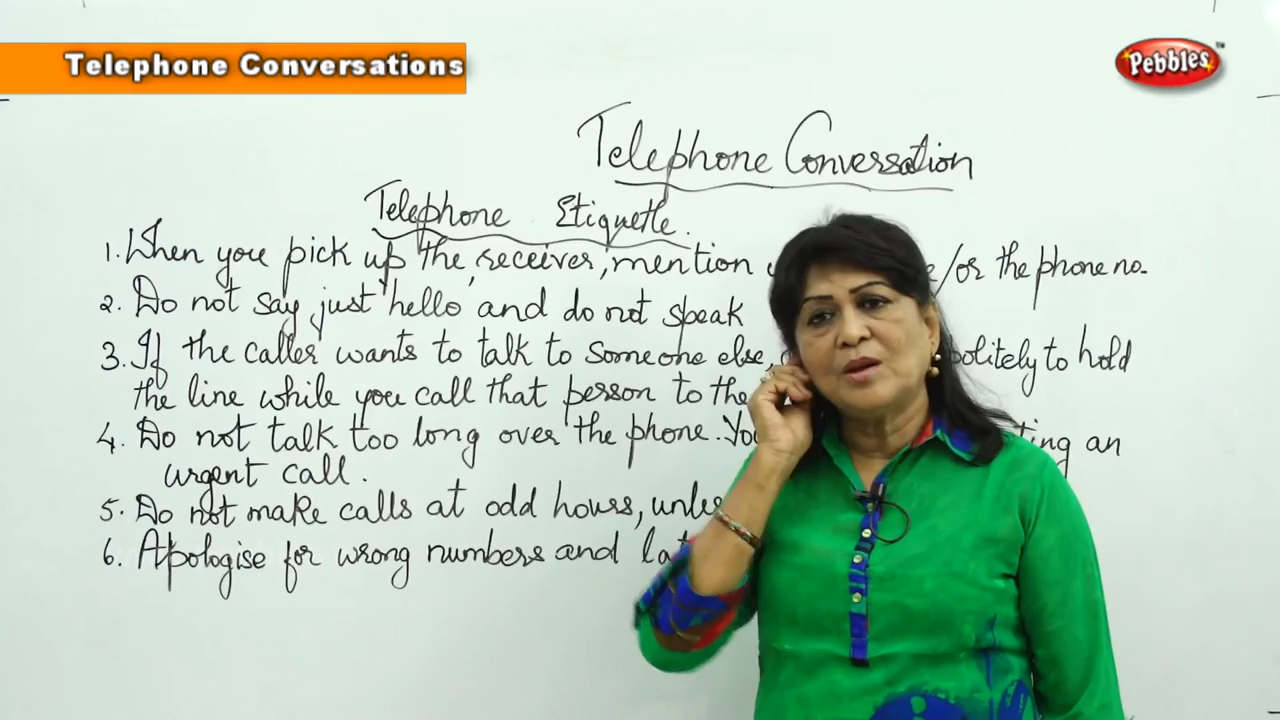 Telephone Conversations
Pebbles™
Telephone Conversation
Telephone Etiquette.
1. When you pick up the receiver, mention /or the phone no.
2. Do not say just 'hello' and do not speak
3. If the caller wants to talk to someone else, politely to hold
the line while you call that person to the
4. Do not talk too long over the phone. an
urgent call.
5. Do not make calls at odd hours,
6. Apologise for wrong numbers and